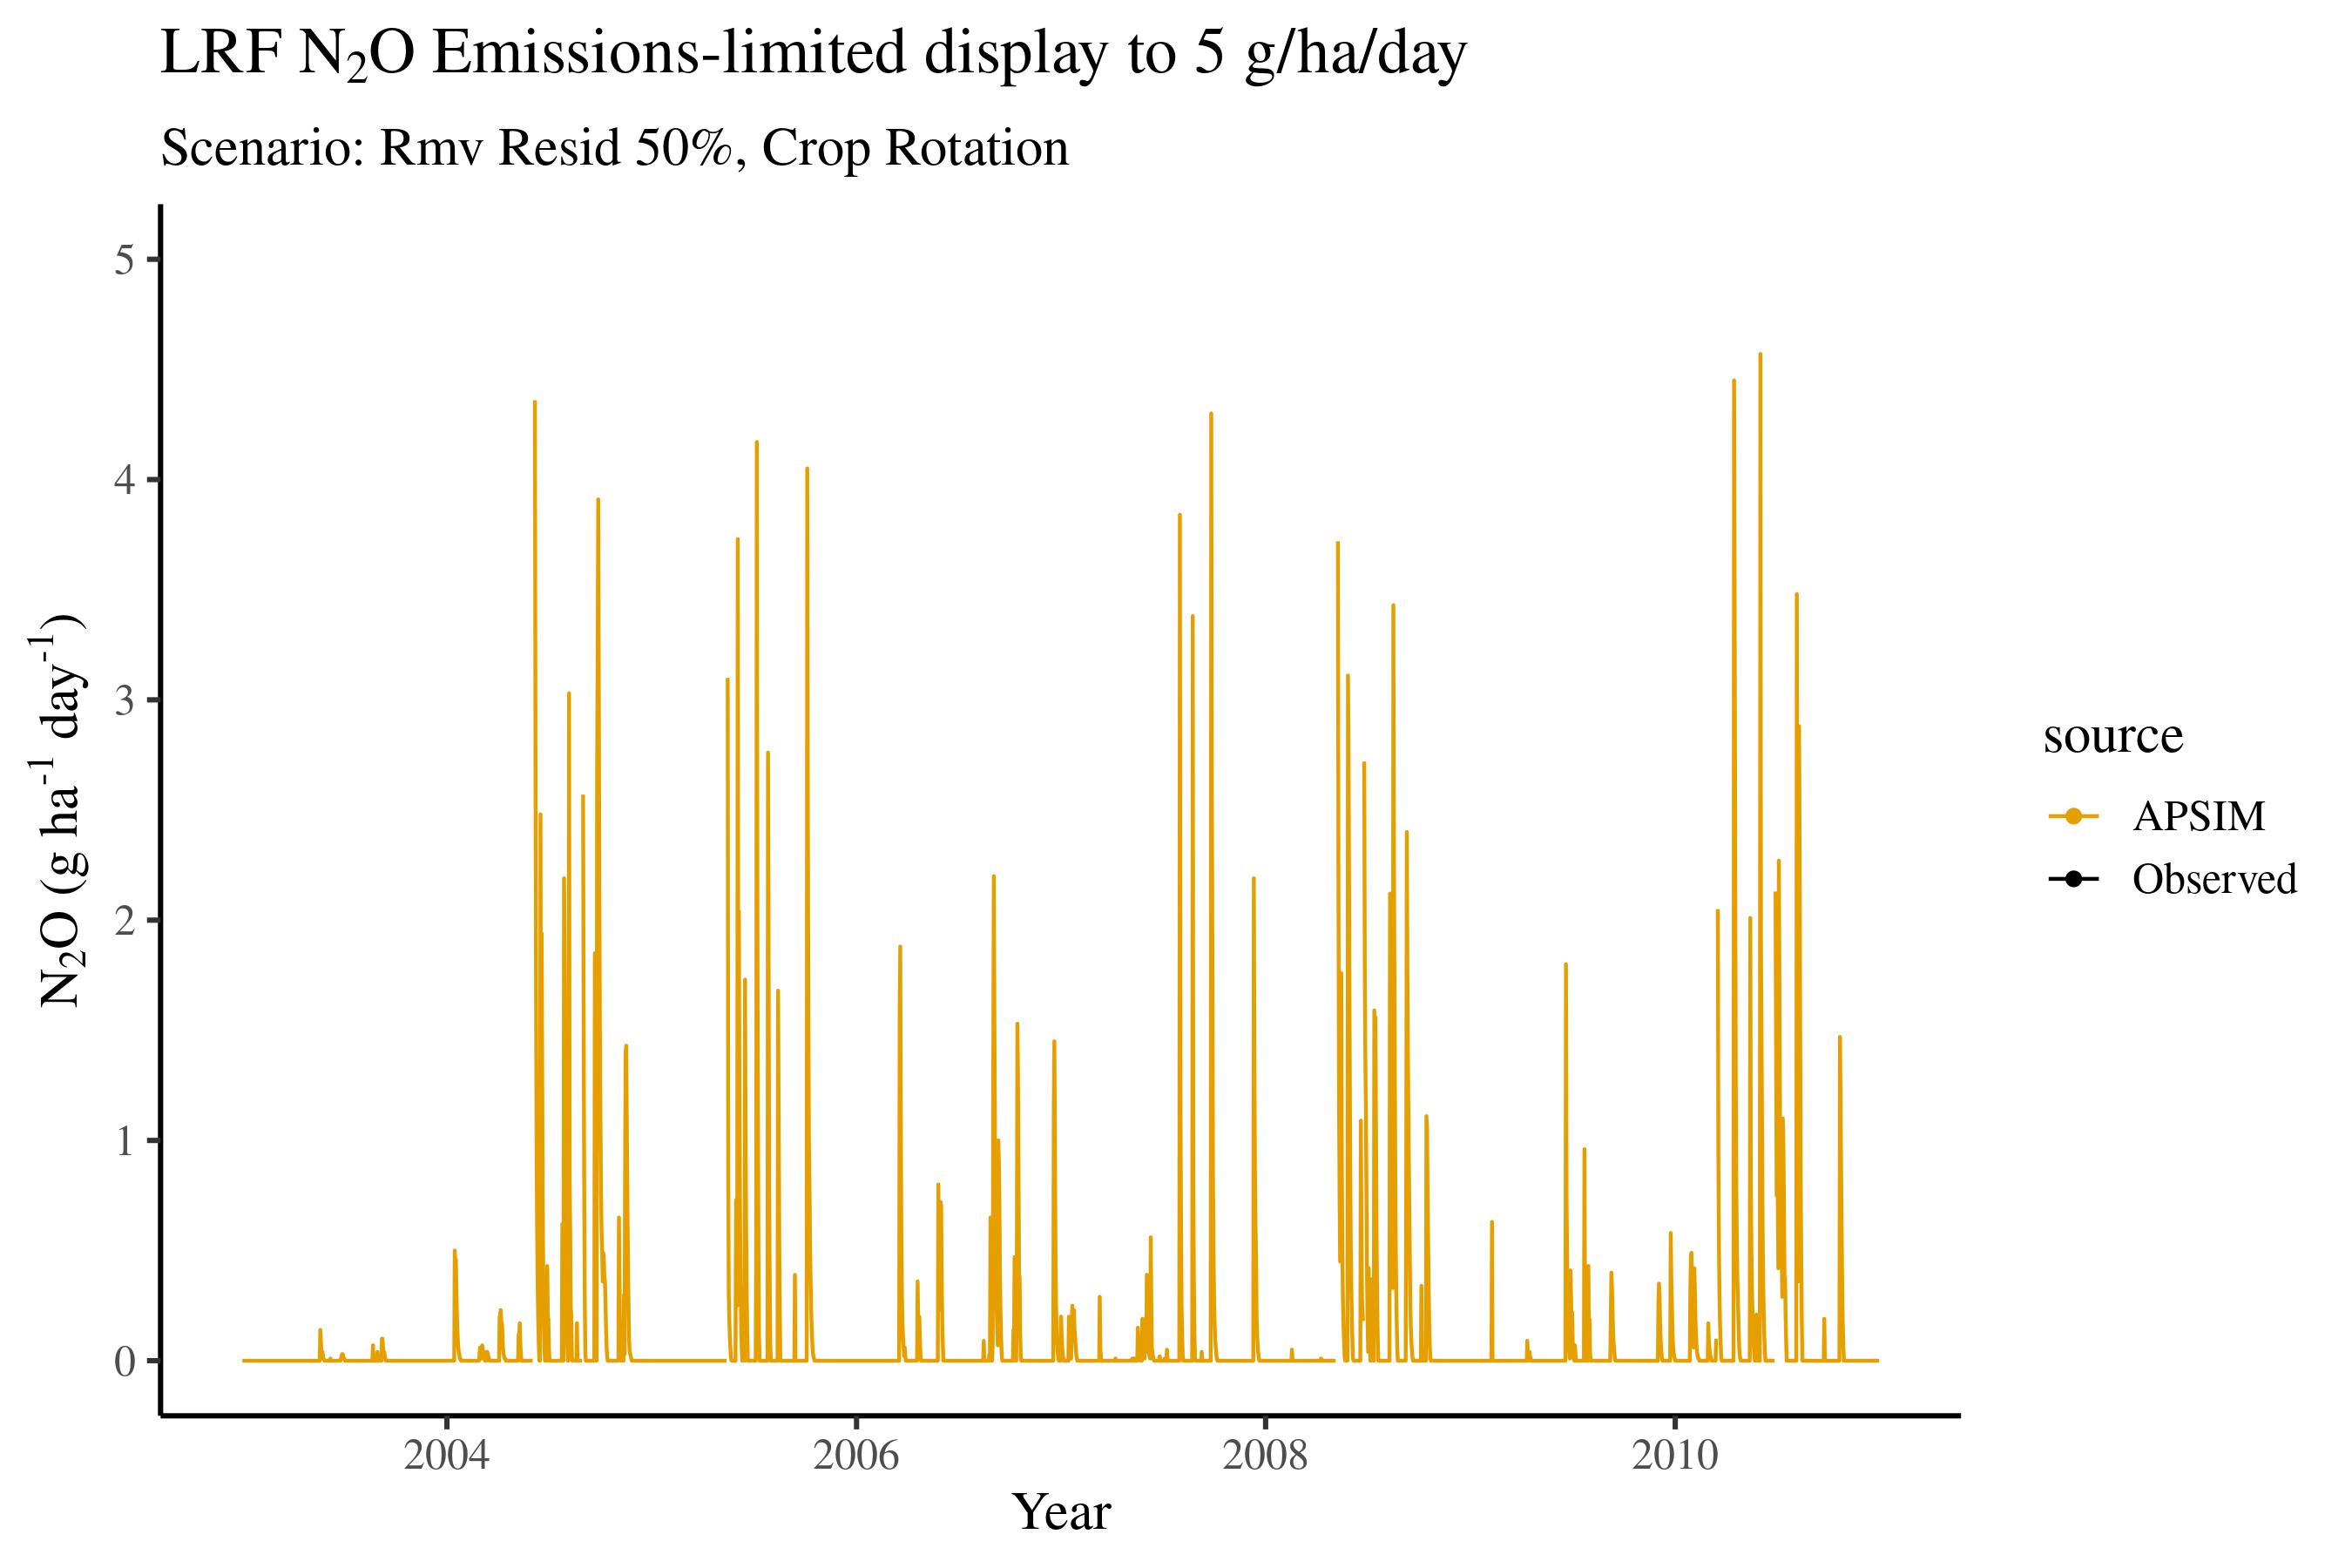 LRF N₂O Emissions-limited display to 5 g/ha/day
Scenario: Rmv Resid 50%, Crop Rotation
5
4
3
2
1
0
N₂O (g ha⁻¹ day⁻¹)
2004 2006 2008 2010
Year
source
APSIM
Observed